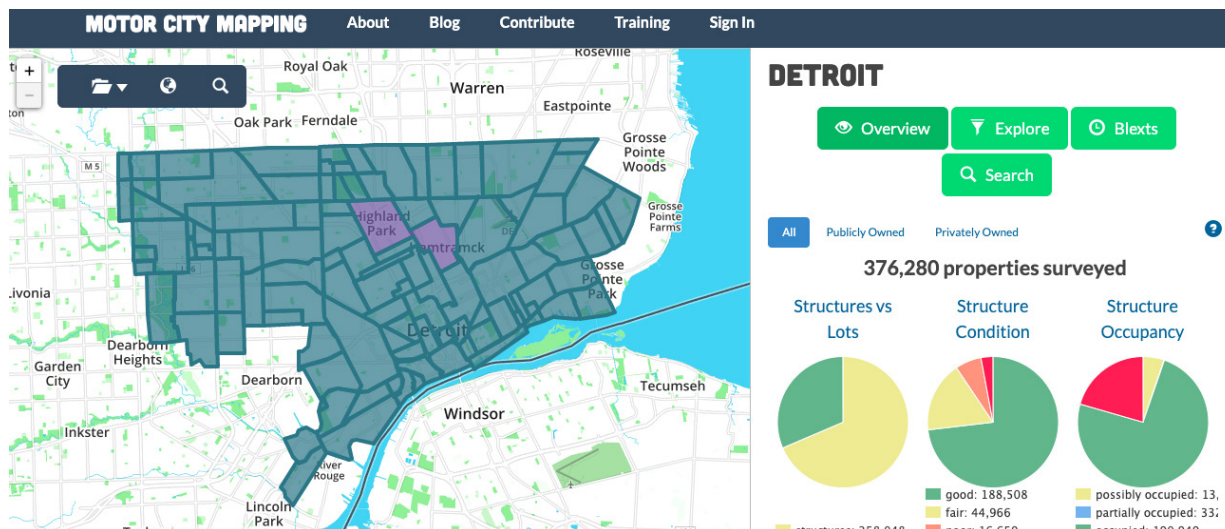 MOTOR CITY MAPPING
About
Blog
Contribute
Training
Sign In
Roseville
Royal Oak
Warren
Eastpointe
Oak Park
Ferndale
Grosse
Pointe
Woods
M 5
Grosse
Pointe
Farms
Highland
Park
Hamtramck
Grosse
Pointe
Park
Livonia
Detroit
Dearborn
Heights
Garden
City
Dearborn
Tecumseh
Windsor
Inkster
River
Rouge
Lincoln
Park
DETROIT
Overview
Explore
Blexts
Search
All
Publicly Owned
Privately Owned
?
376,280 properties surveyed
Structures vs
Lots
Structure
Condition
Structure
Occupancy
good: 188,508
fair: 44,966
possibly occupied: 13,
partially occupied: 332